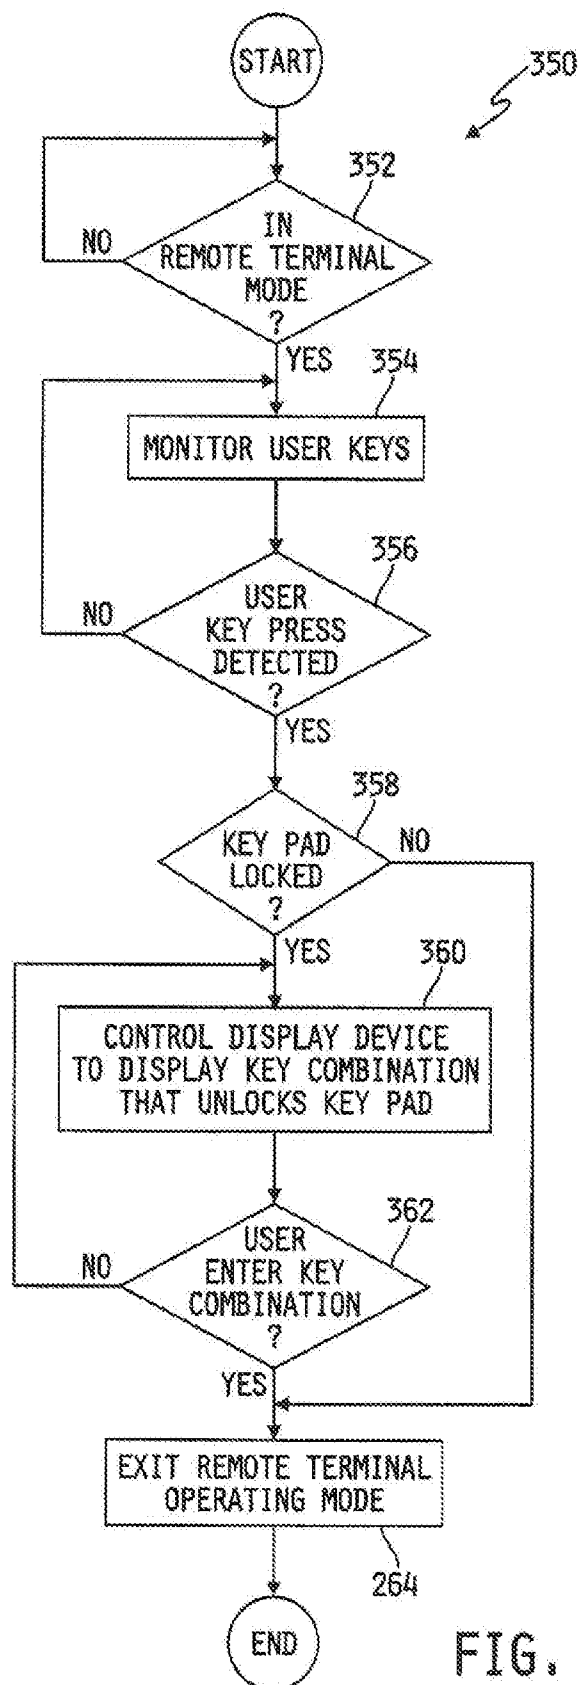 START
350
352
IN
REMOTE TERMINAL
MODE
?
NO
YES
354
MONITOR USER KEYS
356
USER
KEY PRESS
DETECTED
?
NO
YES
358
KEY PAD
LOCKED
?
NO
YES
360
CONTROL DISPLAY DEVICE
TO DISPLAY KEY COMBINATION
THAT UNLOCKS KEY PAD
362
USER
ENTER KEY
COMBINATION
?
NO
YES
EXIT REMOTE TERMINAL
OPERATING MODE
264
END
FIG.